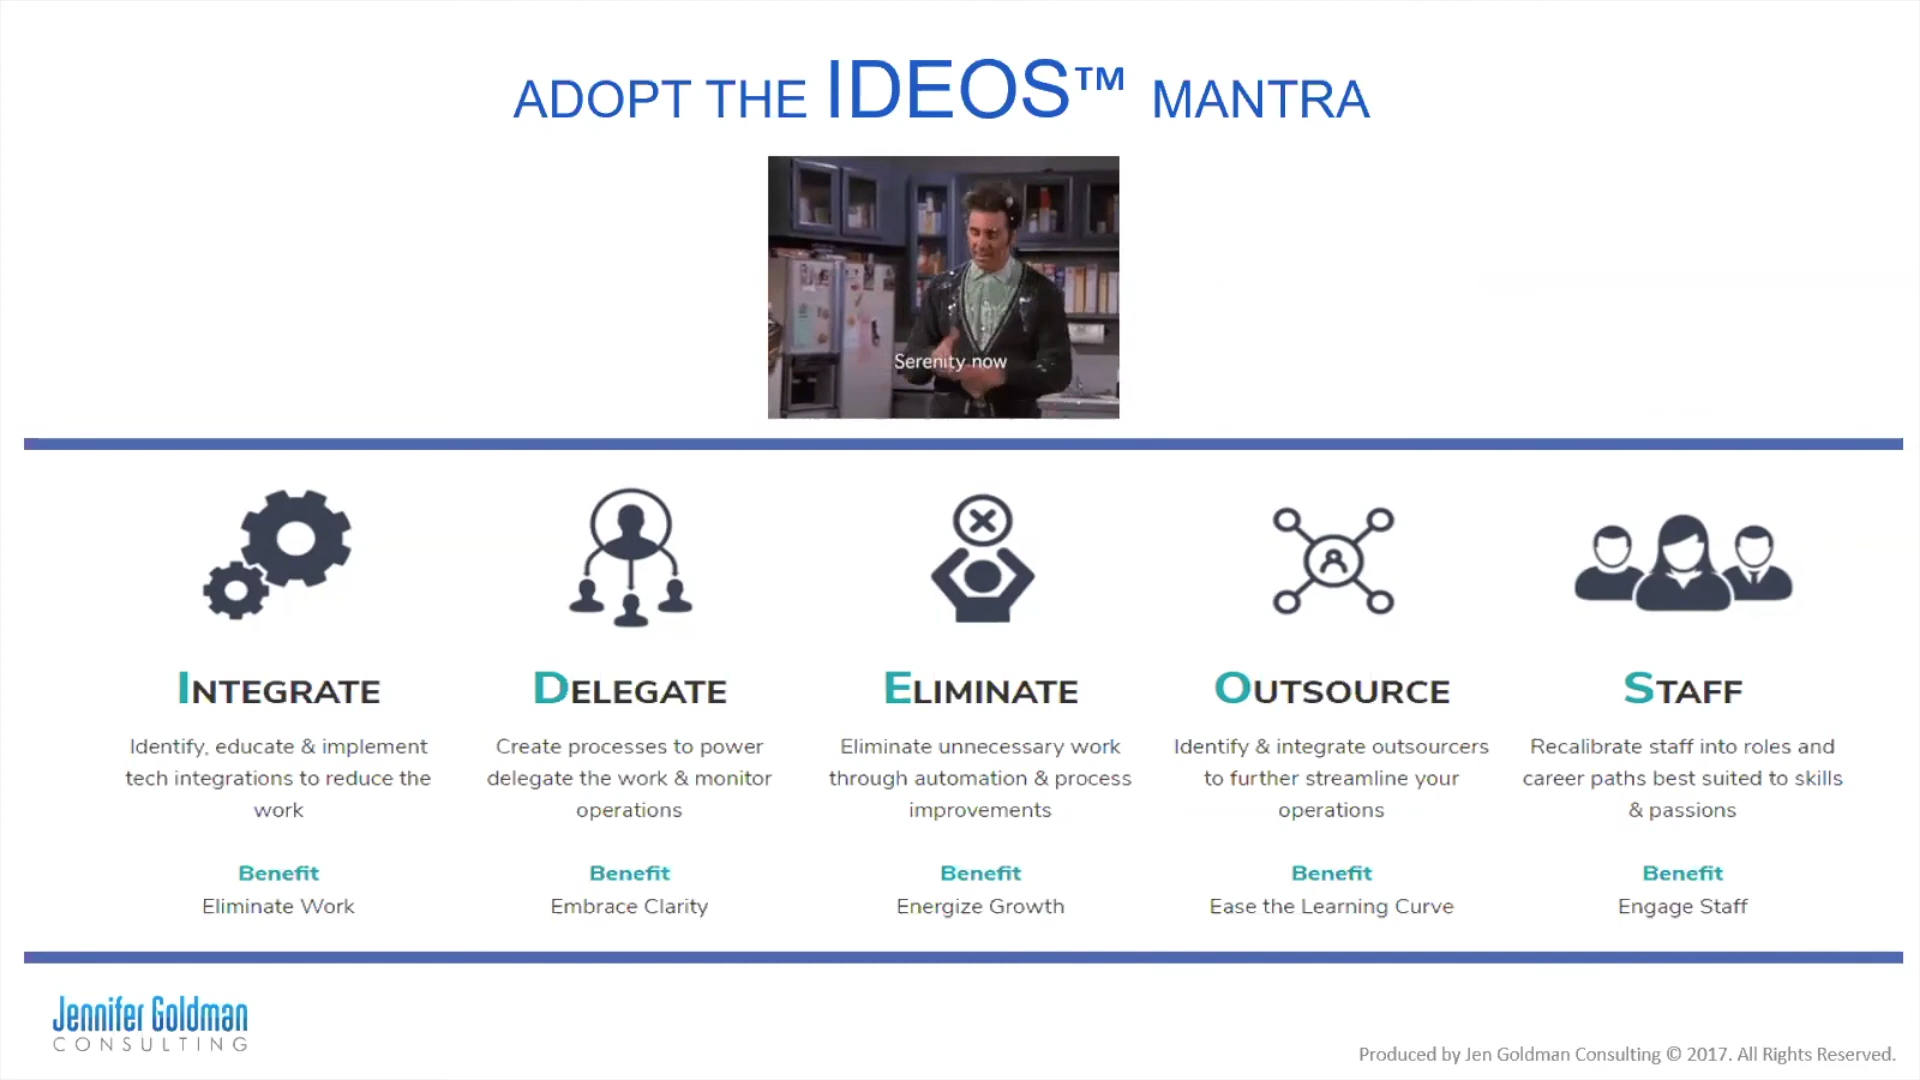 ADOPT THE IDEOS™ MANTRA
Serenity now
INTEGRATE
Identify, educate & implement
tech integrations to reduce the
work
Benefit
Eliminate Work
DELEGATE
Create processes to power
delegate the work & monitor
operations
Benefit
Embrace Clarity
ELIMINATE
Eliminate unnecessary work
through automation & process
improvements
Benefit
Energize Growth
OUTSOURCE
Identify & integrate outsourcers
to further streamline your
operations
Benefit
Ease the Learning Curve
STAFF
Recalibrate staff into roles and
career paths best suited to skills
& passions
Benefit
Engage Staff
Jennifer Goldman
CONSULTING
Produced by Jen Goldman Consulting © 2017. All Rights Reserved.